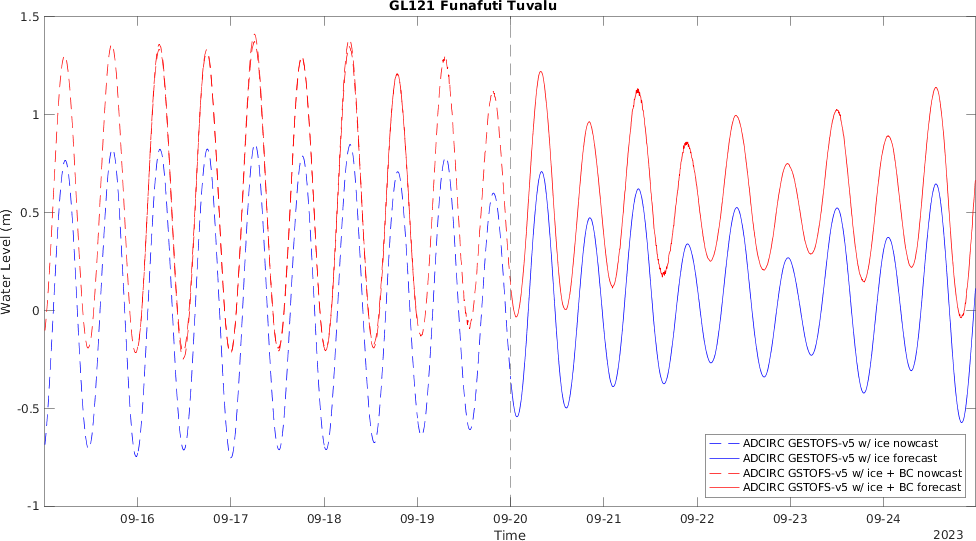 GL121 Funafuti Tuvalu
1.5
1
0.5
0
-0.5
-1
Water Level (m)
09-16 09-17 09-18 09-19 09-20 09-21 09-22 09-23 09-24
Time
2023
ADCIRC GESTOFS-v5 w/ ice nowcast
ADCIRC GESTOFS-v5 w/ ice forecast
ADCIRC GSTOFS-v5 w/ ice + BC nowcast
ADCIRC GSTOFS-v5 w/ ice + BC forecast